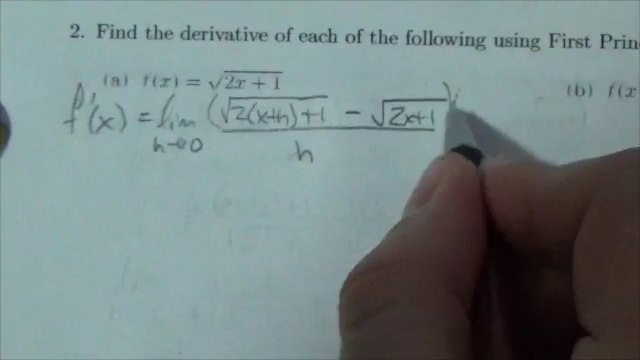 2. Find the derivative of each of the following using First Prin
(a) f(x) = √2x + 1
(b) f(x
f'(x) = lim (√2(x+h)+1 - √2x+1)
h→0 h